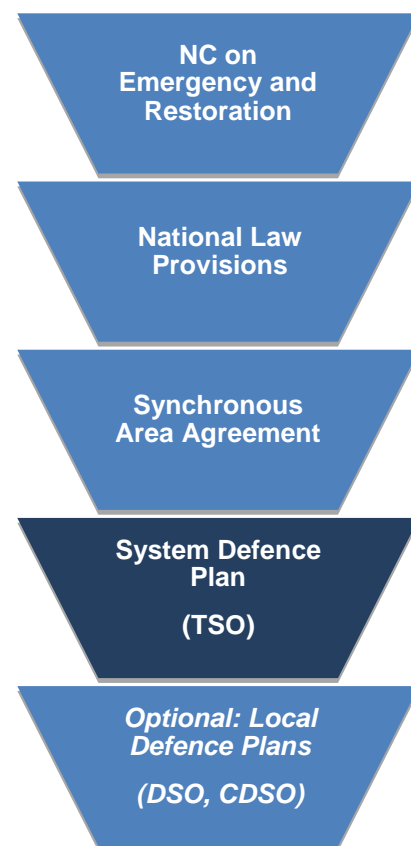 NC on
Emergency and
Restoration
National Law
Provisions
Synchronous
Area Agreement
System Defence
Plan
(TSO)
Optional: Local
Defence Plans
(DSO, CDSO)